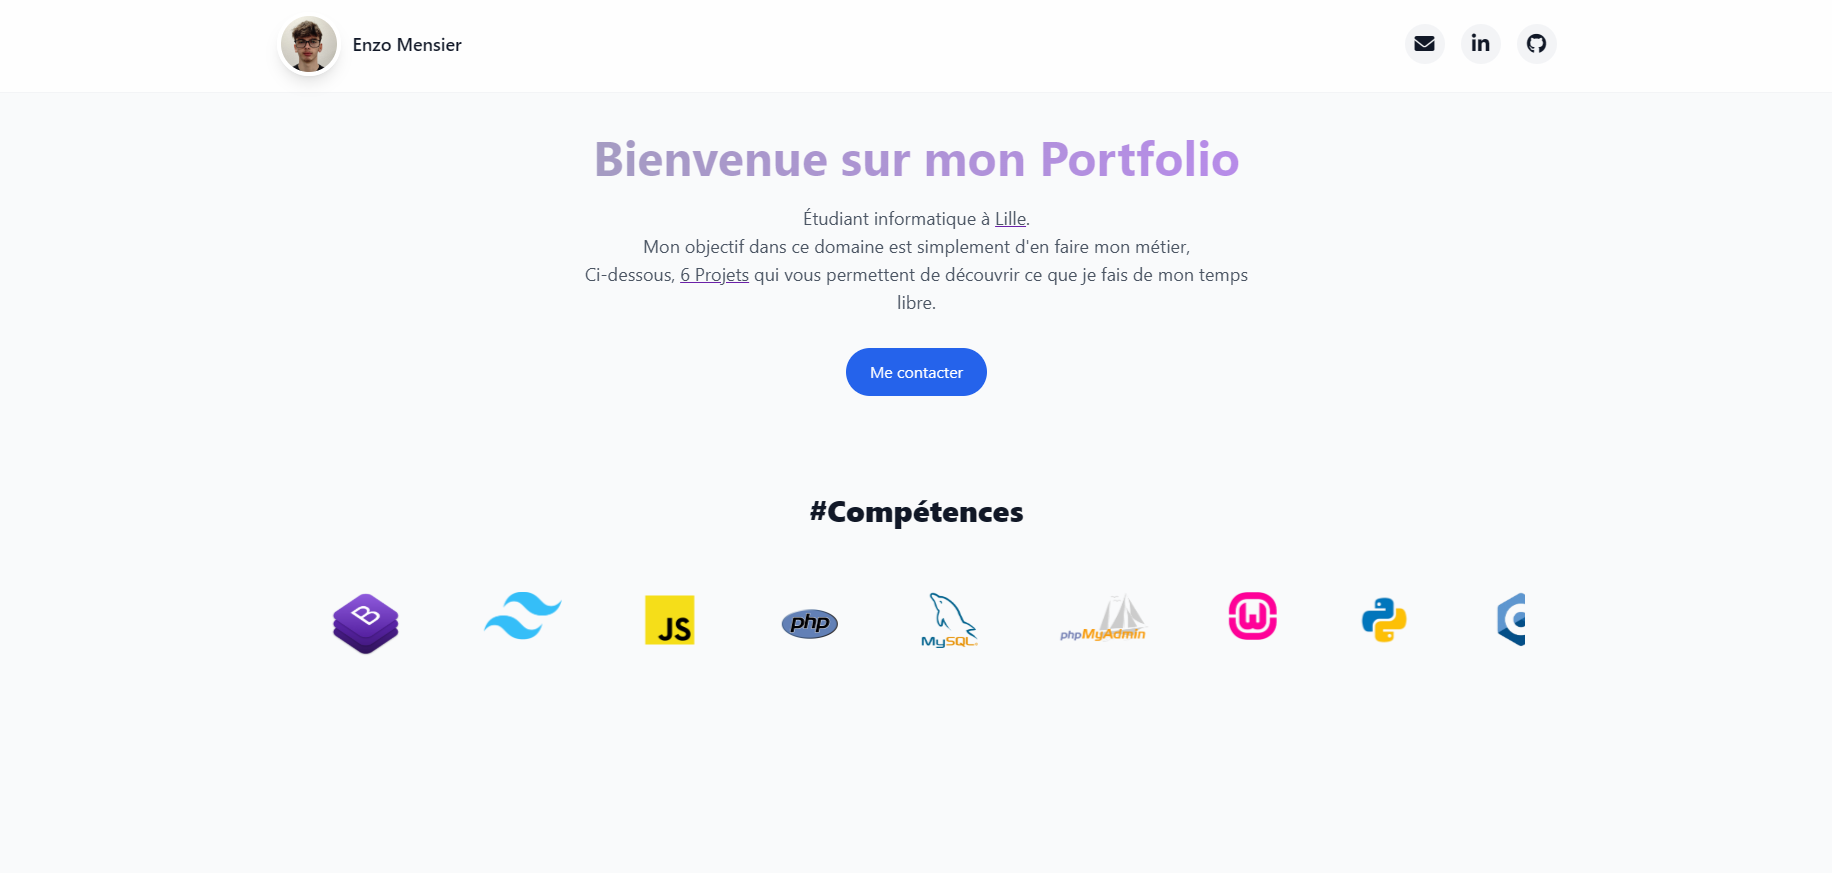 Enzo Mensier
in
Bienvenue sur mon Portfolio
Étudiant informatique à Lille.
Mon objectif dans ce domaine est simplement d'en faire mon métier,
Ci-dessous, 6 Projets qui vous permettent de découvrir ce que je fais de mon temps
libre.
Me contacter
#Compétences
B
JS
php
MySQL
phpMyAdmin
W
C